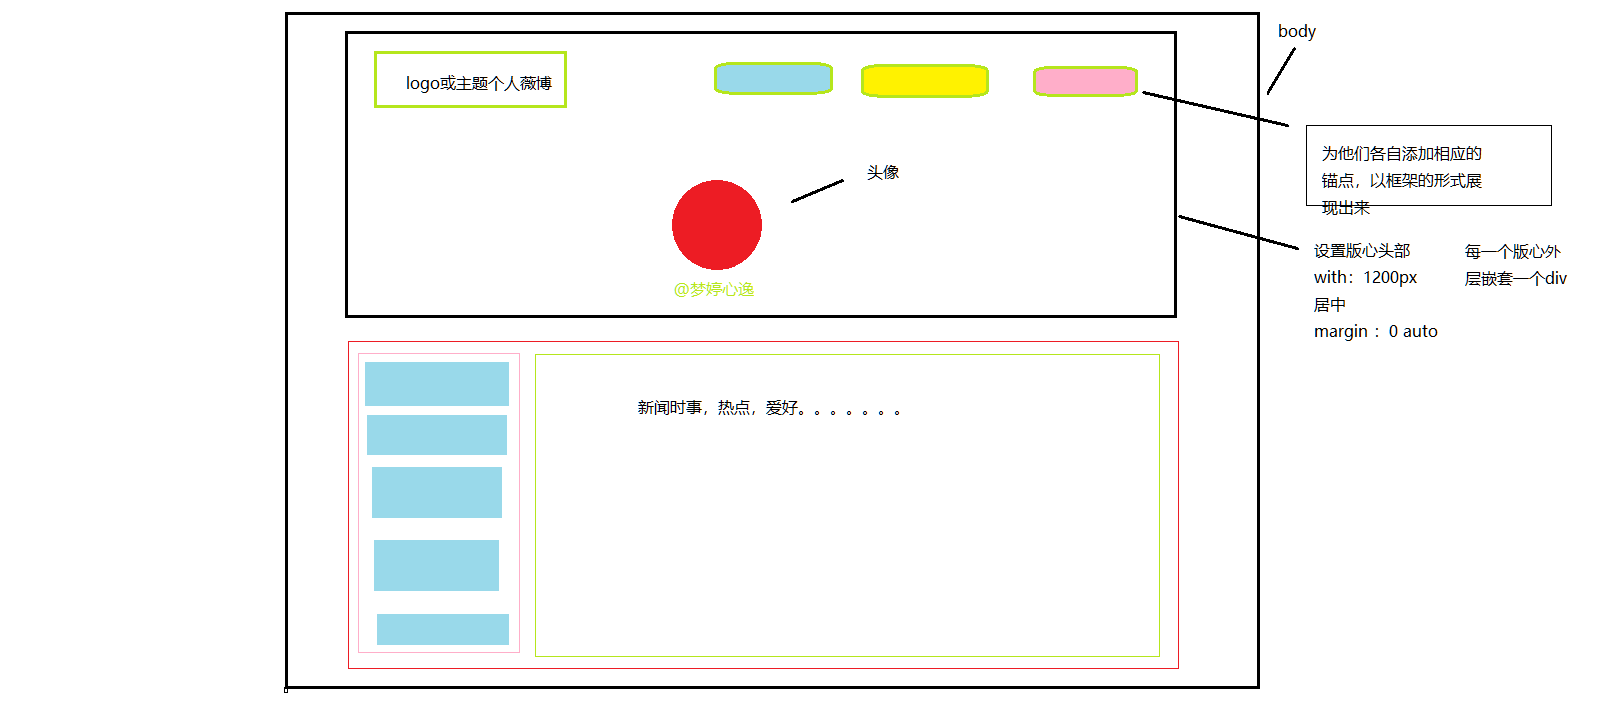 body
logo或主题个人薇博
为他们各自添加相应的
锚点，以框架的形式展
现出来
头像
设置版心头部
with：1200px
居中
margin ：0 auto
每一个版心外
层嵌套一个div
@梦婷心逸
新闻时事，热点，爱好。。。。。。。